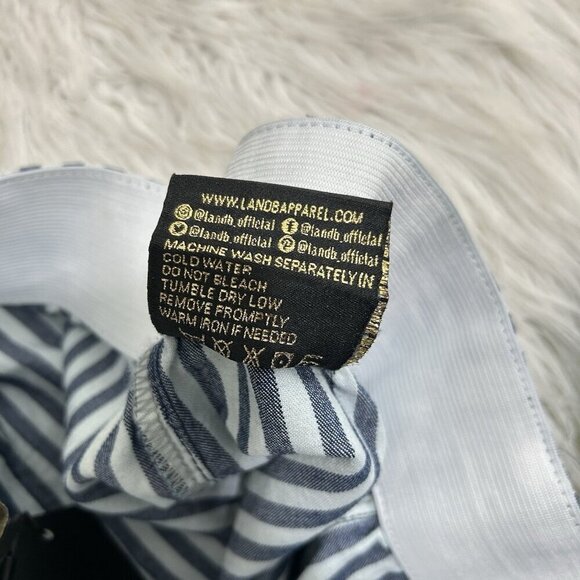 WWW.LANDBAPPAREL.COM
@landb_official @landb_official
@landb_official @landb_official
MACHINE WASH SEPARATELY IN
COLD WATER
DO NOT BLEACH
TUMBLE DRY LOW
REMOVE PROMPTLY
WARM IRON IF NEEDED